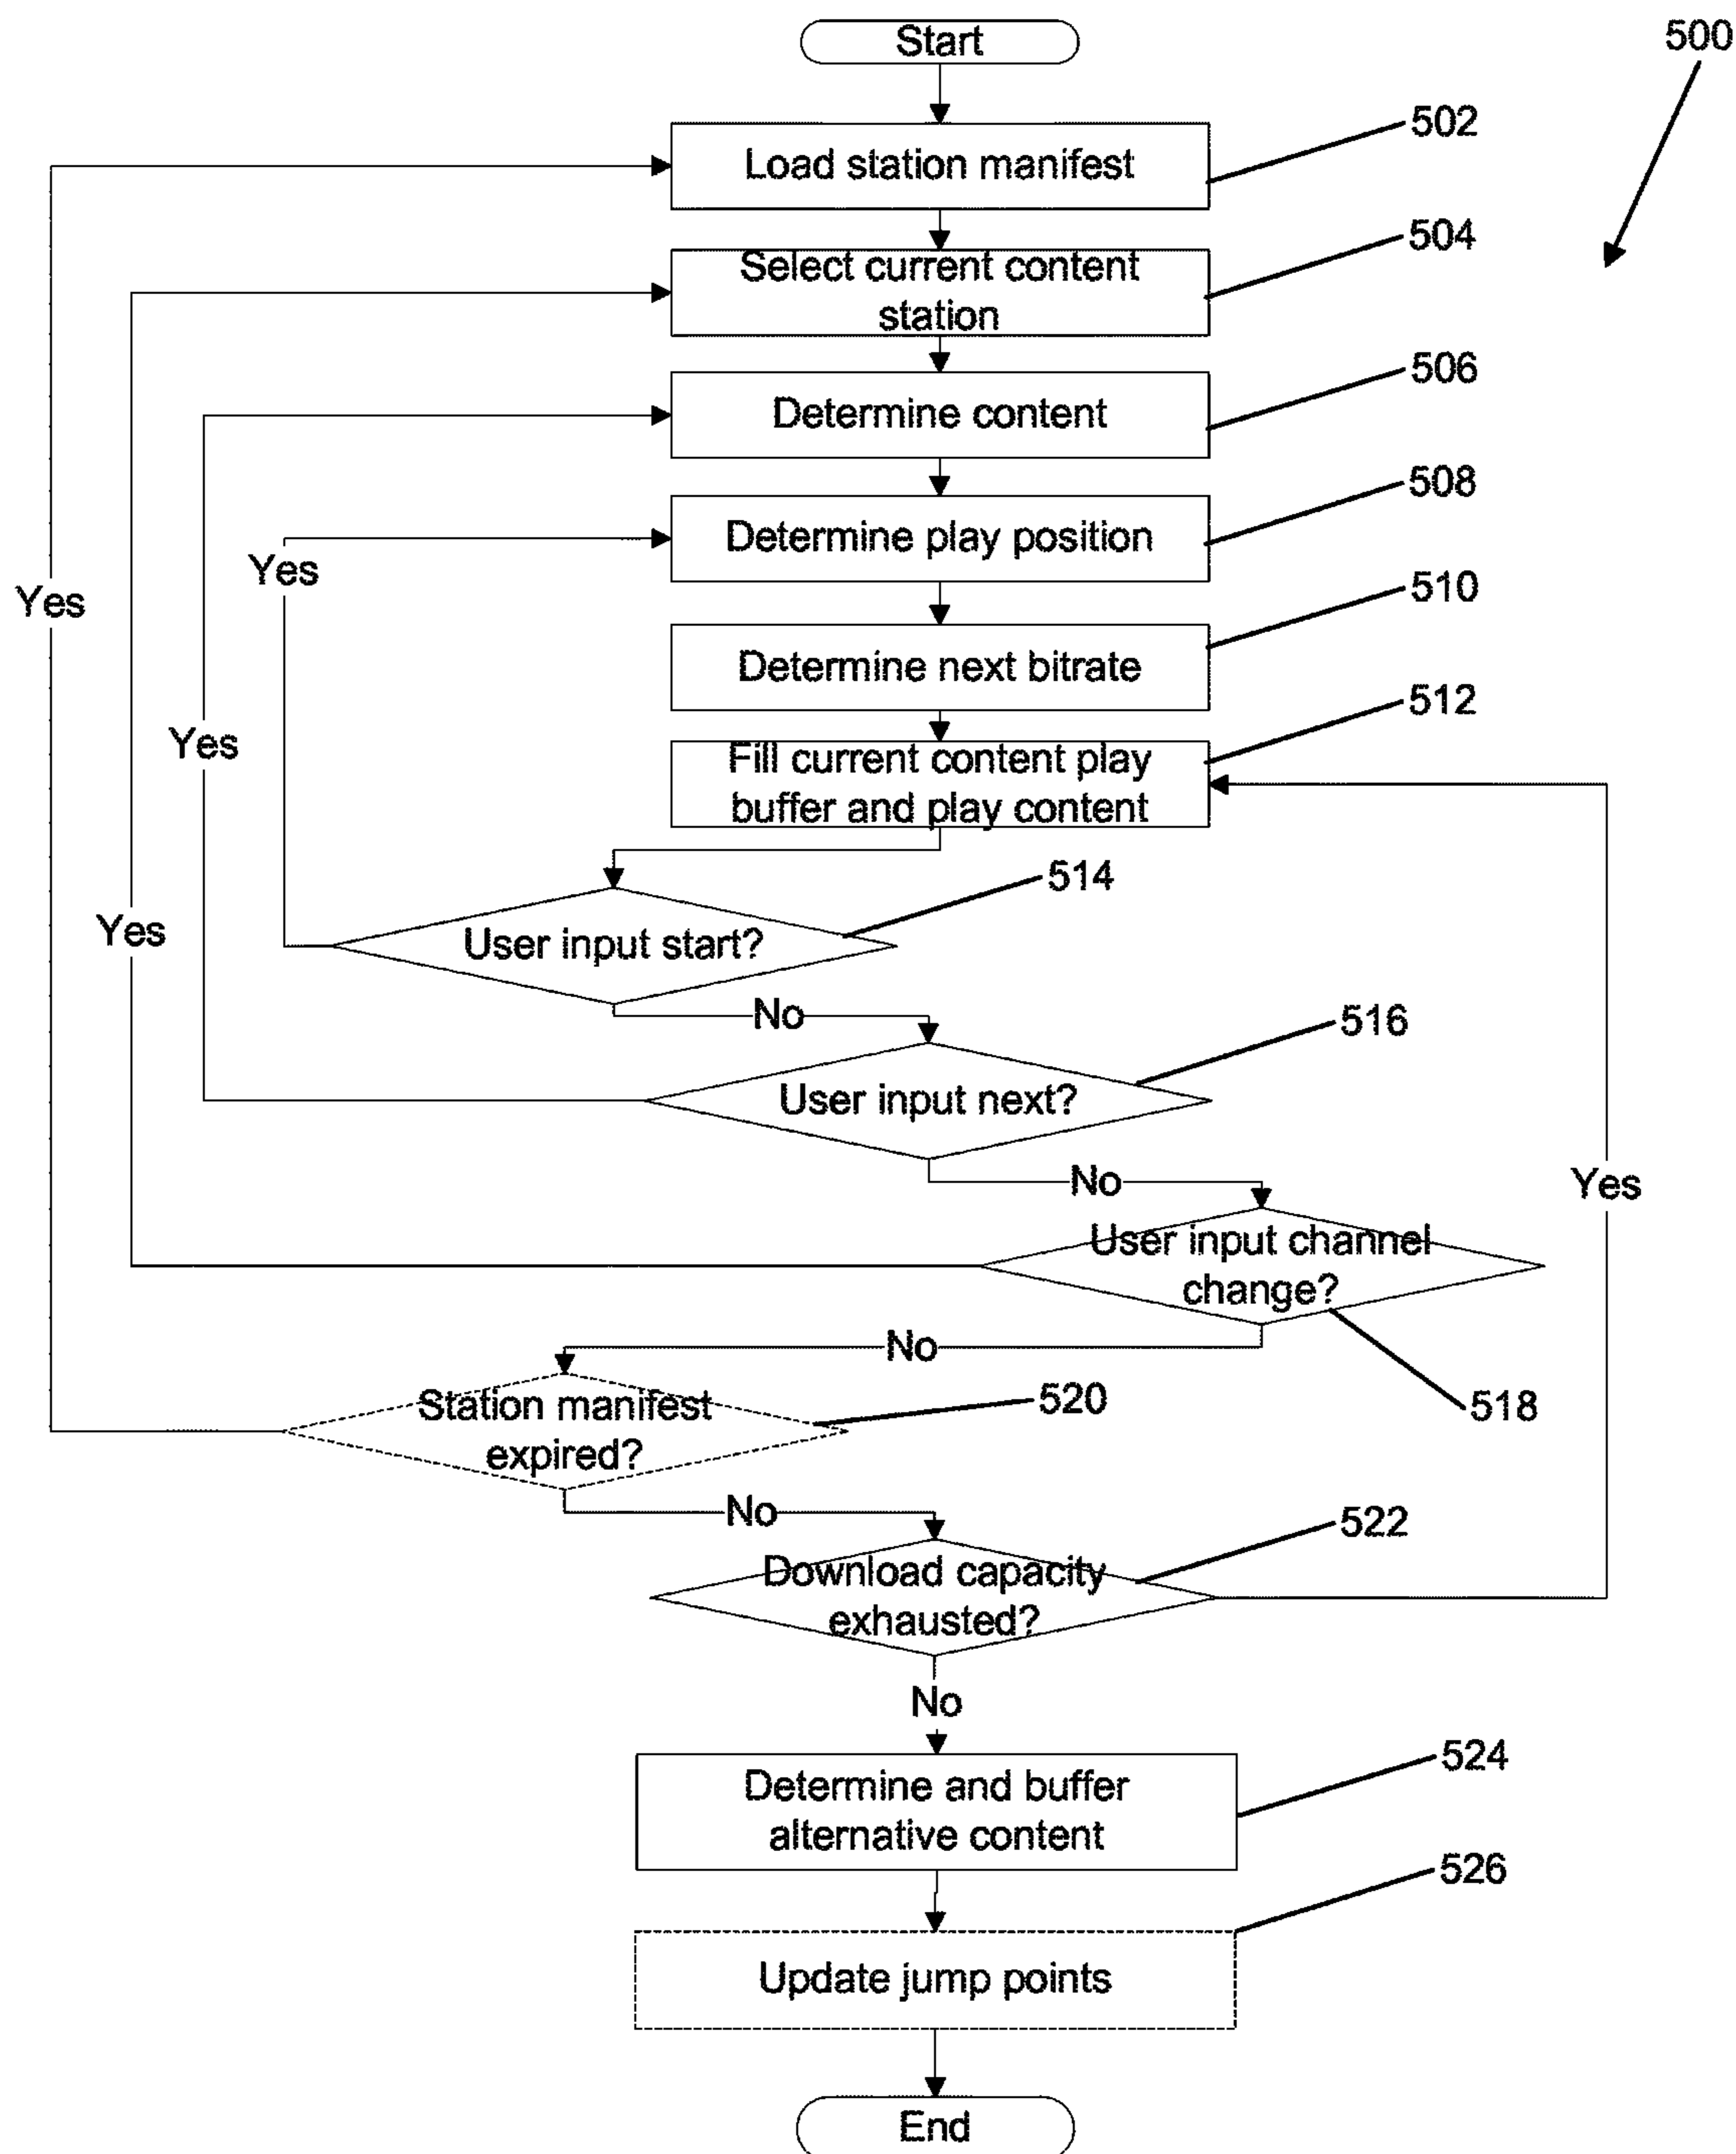 Start
500
Load station manifest
502
Select current content
station
504
Determine content
506
Determine play position
508
Yes
Determine next bitrate
510
Yes
Fill current content play
buffer and play content
512
Yes
User input start?
514
Yes
No
User input next?
516
No
User input channel
change?
518
Yes
No
Station manifest
expired?
520
No
Download capacity
exhausted?
522
No
Determine and buffer
alternative content
524
Update jump points
526
End